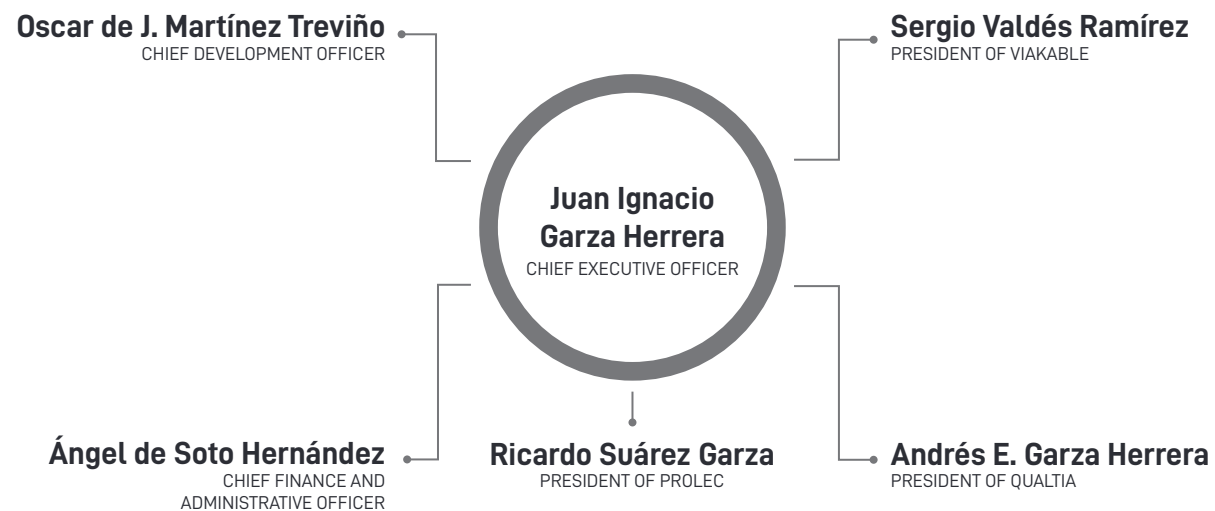 Oscar de J. Martínez Treviño
CHIEF DEVELOPMENT OFFICER
Sergio Valdés Ramírez
PRESIDENT OF VIAKABLE
Juan Ignacio
Garza Herrera
CHIEF EXECUTIVE OFFICER
Ángel de Soto Hernández
CHIEF FINANCE AND
ADMINISTRATIVE OFFICER
Ricardo Suárez Garza
PRESIDENT OF PROLEC
Andrés E. Garza Herrera
PRESIDENT OF QUALTIA